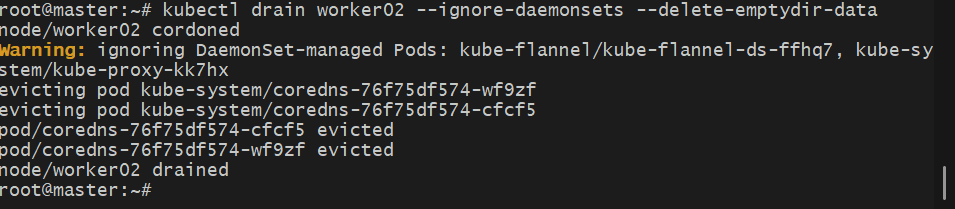 root@master:~# kubectl drain worker02 --ignore-daemonsets --delete-emptydir-data
node/worker02 cordoned
Warning: ignoring DaemonSet-managed Pods: kube-flannel/kube-flannel-ds-ffhq7, kube-sy
stem/kube-proxy-kk7hx
evicting pod kube-system/coredns-76f75df574-wf9zf
evicting pod kube-system/coredns-76f75df574-cfcf5
pod/coredns-76f75df574-cfcf5 evicted
pod/coredns-76f75df574-wf9zf evicted
node/worker02 drained
root@master:~#